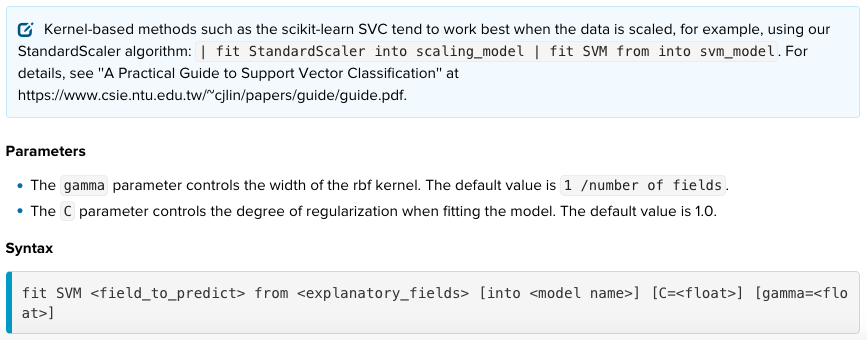 Kernel-based methods such as the scikit-learn SVC tend to work best when the data is scaled, for example, using our
StandardScaler algorithm: | fit StandardScaler into scaling_model | fit SVM from into svm_model. For
details, see "A Practical Guide to Support Vector Classification" at
https://www.csie.ntu.edu.tw/~cjlin/papers/guide/guide.pdf.
Parameters
• The gamma parameter controls the width of the rbf kernel. The default value is 1 /number of fields.
• The C parameter controls the degree of regularization when fitting the model. The default value is 1.0.
Syntax
fit SVM <field_to_predict> from <explanatory_fields> [into <model name>] [C=<float>] [gamma=<flo
at>]